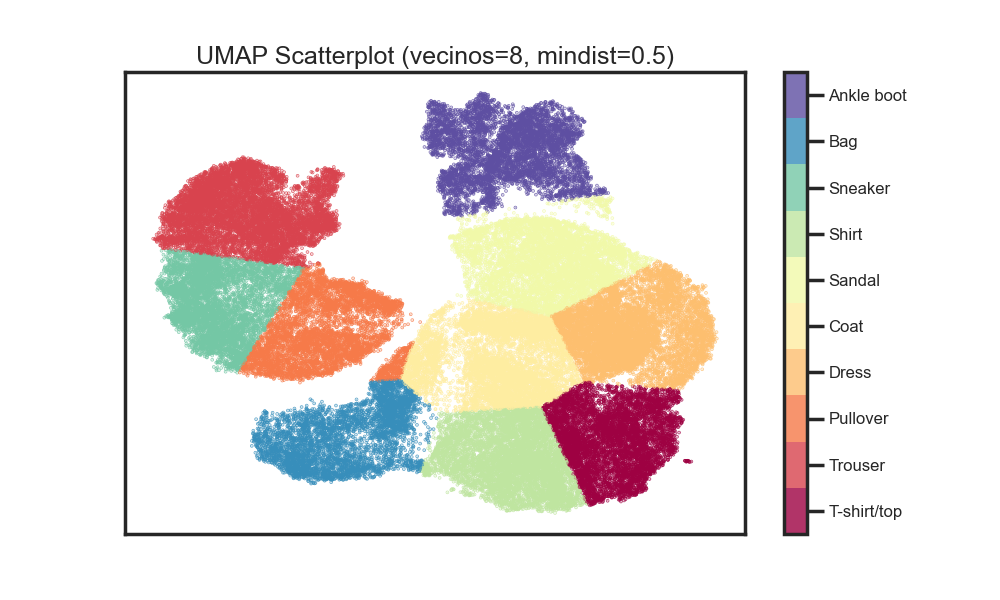 UMAP Scatterplot (vecinos=8, mindist=0.5)
Ankle boot
Bag
Sneaker
Shirt
Sandal
Coat
Dress
Pullover
Trouser
T-shirt/top